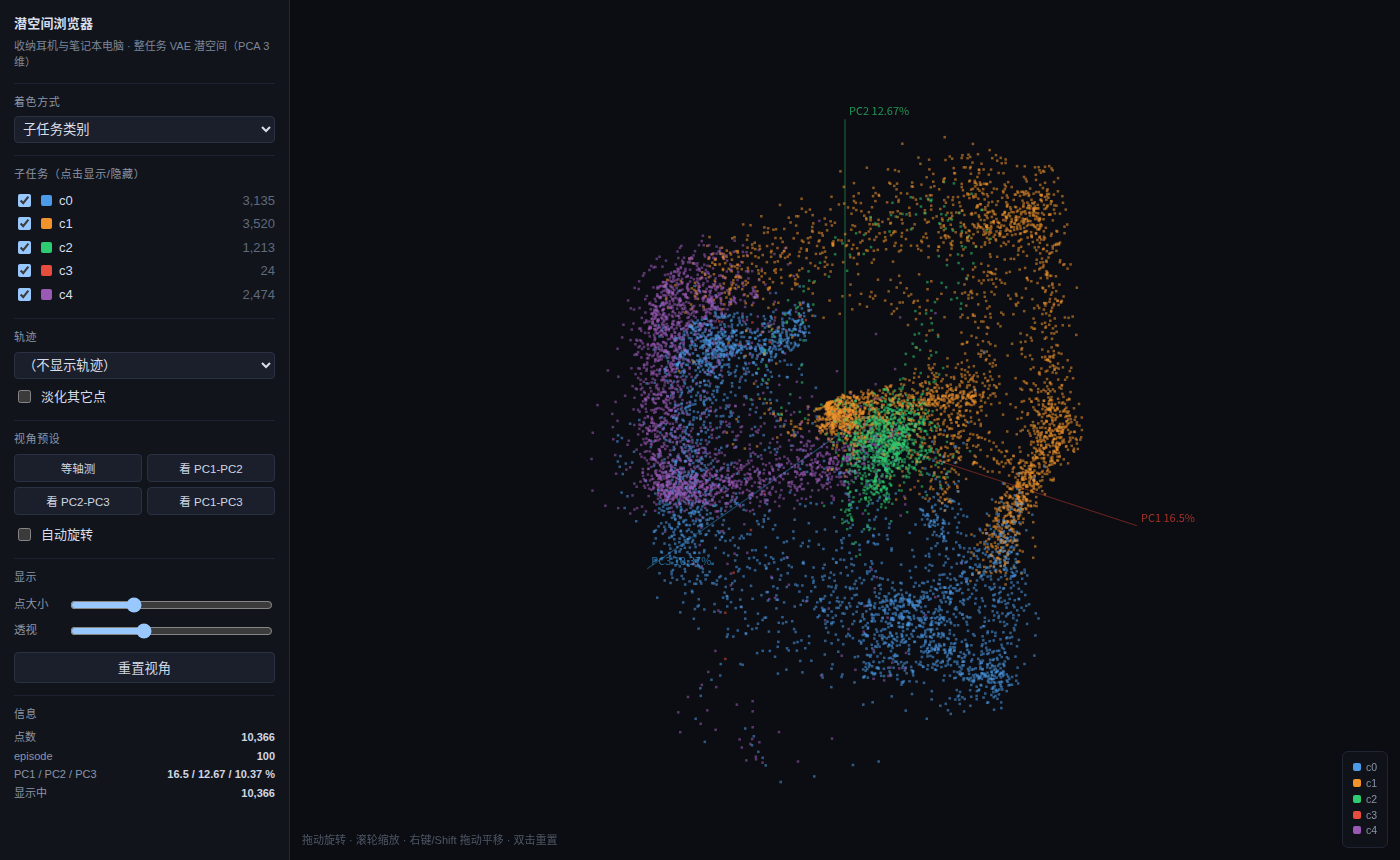 潜空间浏览器
收纳耳机与笔记本电脑 · 整任务 VAE 潜空间（PCA 3
维）
着色方式
子任务类别
子任务（点击显示/隐藏）
c0 3,135
c1 3,520
c2 1,213
c3 24
c4 2,474
轨迹
（不显示轨迹）
淡化其它点
视角预设
等轴测 看 PC1-PC2
看 PC2-PC3 看 PC1-PC3
自动旋转
显示
点大小
透视
重置视角
信息
点数 10,366
episode 100
PC1 / PC2 / PC3 16.5 / 12.67 / 10.37 %
显示中 10,366
PC2 12.67%
PC1 16.5%
PC3 10.37%
拖动旋转 · 滚轮缩放 · 右键/Shift 拖动平移 · 双击重置
c0
c1
c2
c3
c4